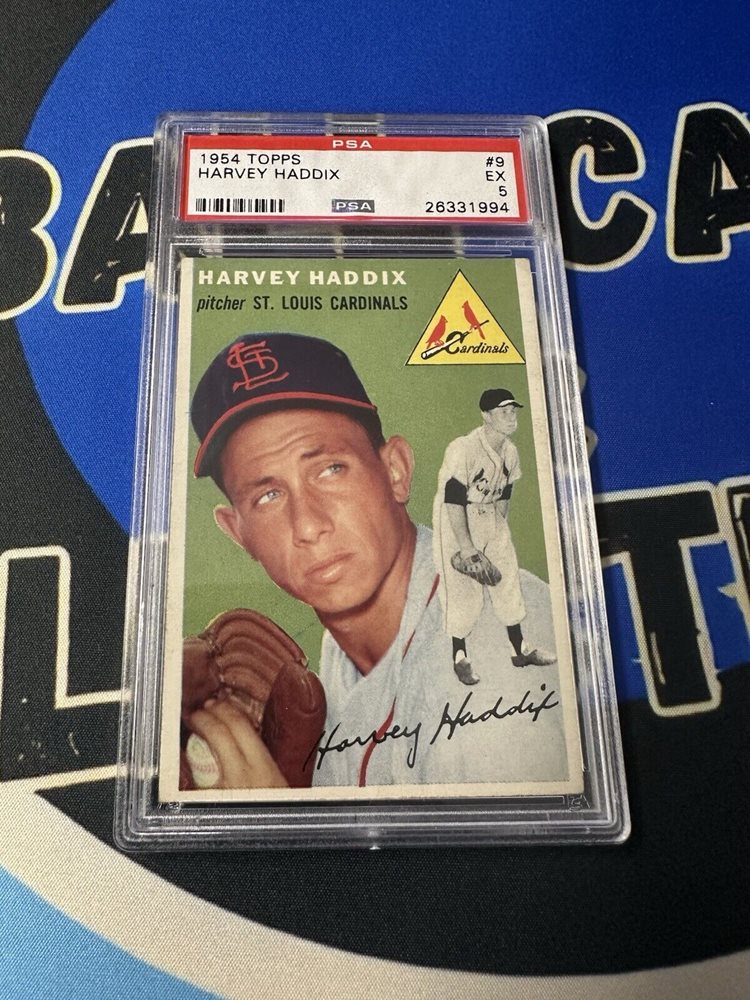 PSA
1954 TOPPS #9
HARVEY HADDIX EX
5
PSA 26331994
HARVEY HADDIX
pitcher ST. LOUIS CARDINALS
Cardinals
STL
Harvey Haddix